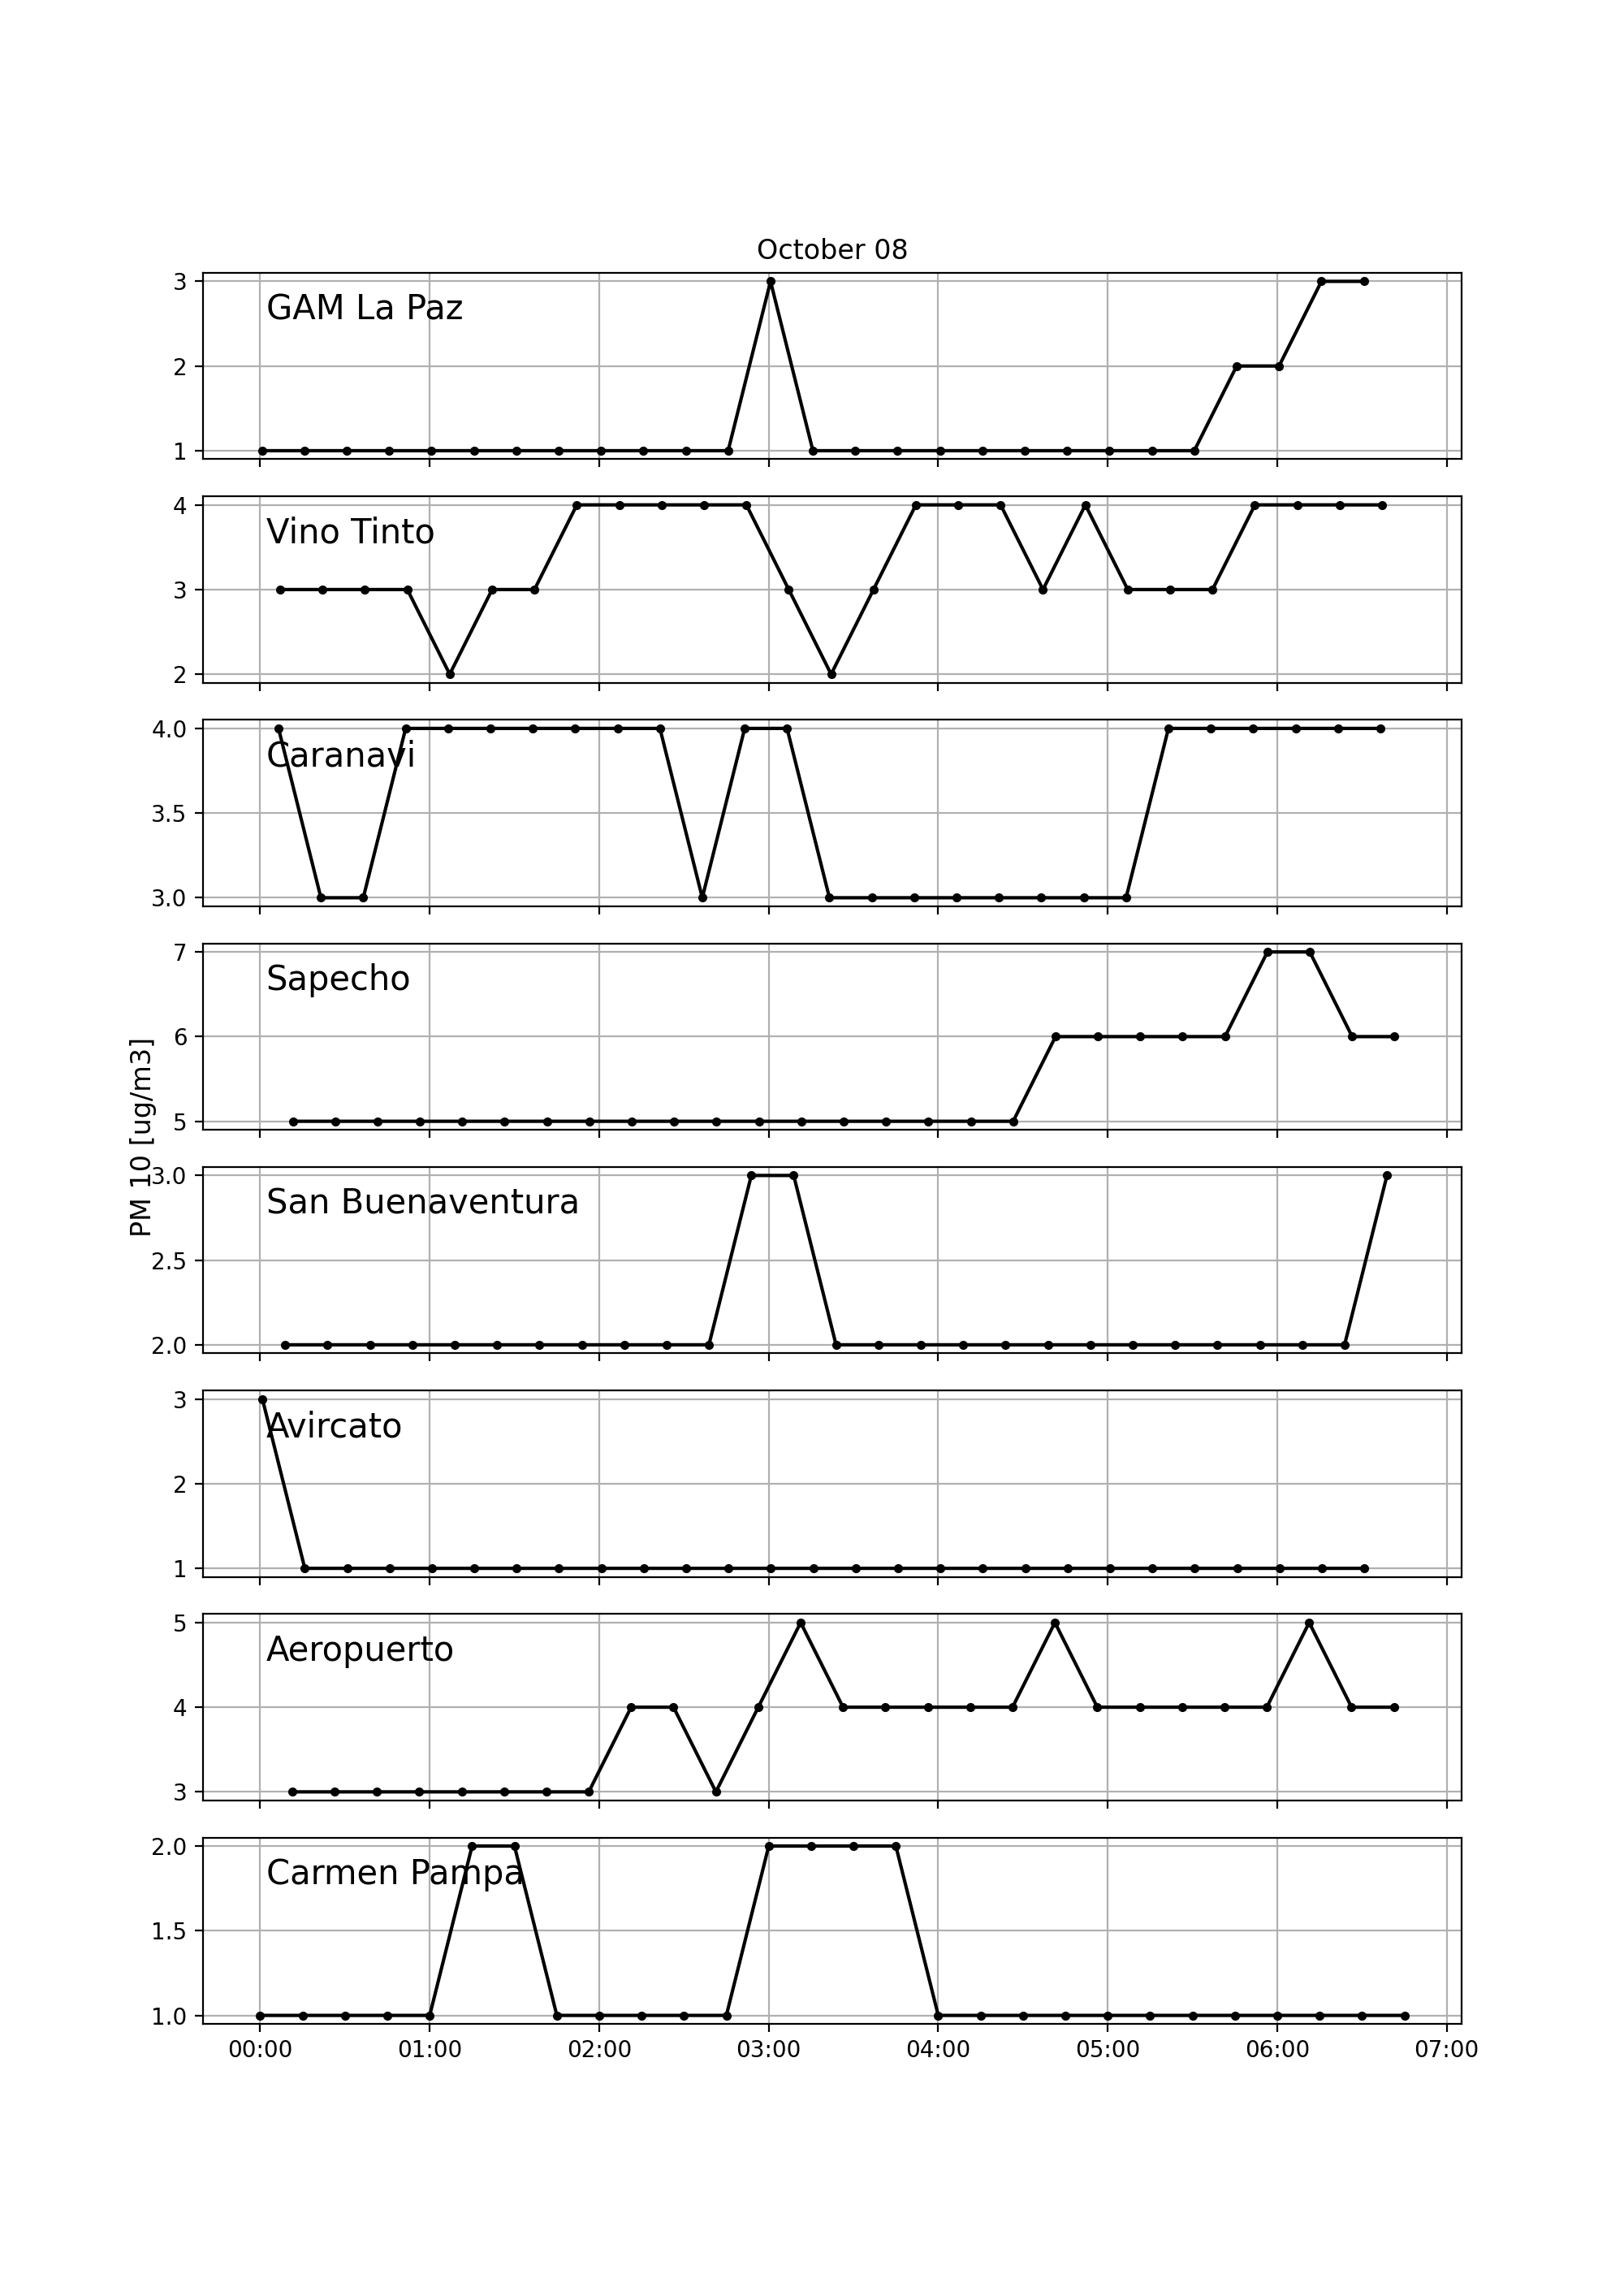 October 08
3
GAM La Paz
2
1
4
Vino Tinto
3
2
4.0
Caranavi
3.5
3.0
7
Sapecho
6
5
PM 10 [ug/m3]
3.0
San Buenaventura
2.5
2.0
3
Avircato
2
1
5
Aeropuerto
4
3
2.0
Carmen Pampa
1.5
1.0
00:00 01:00 02:00 03:00 04:00 05:00 06:00 07:00